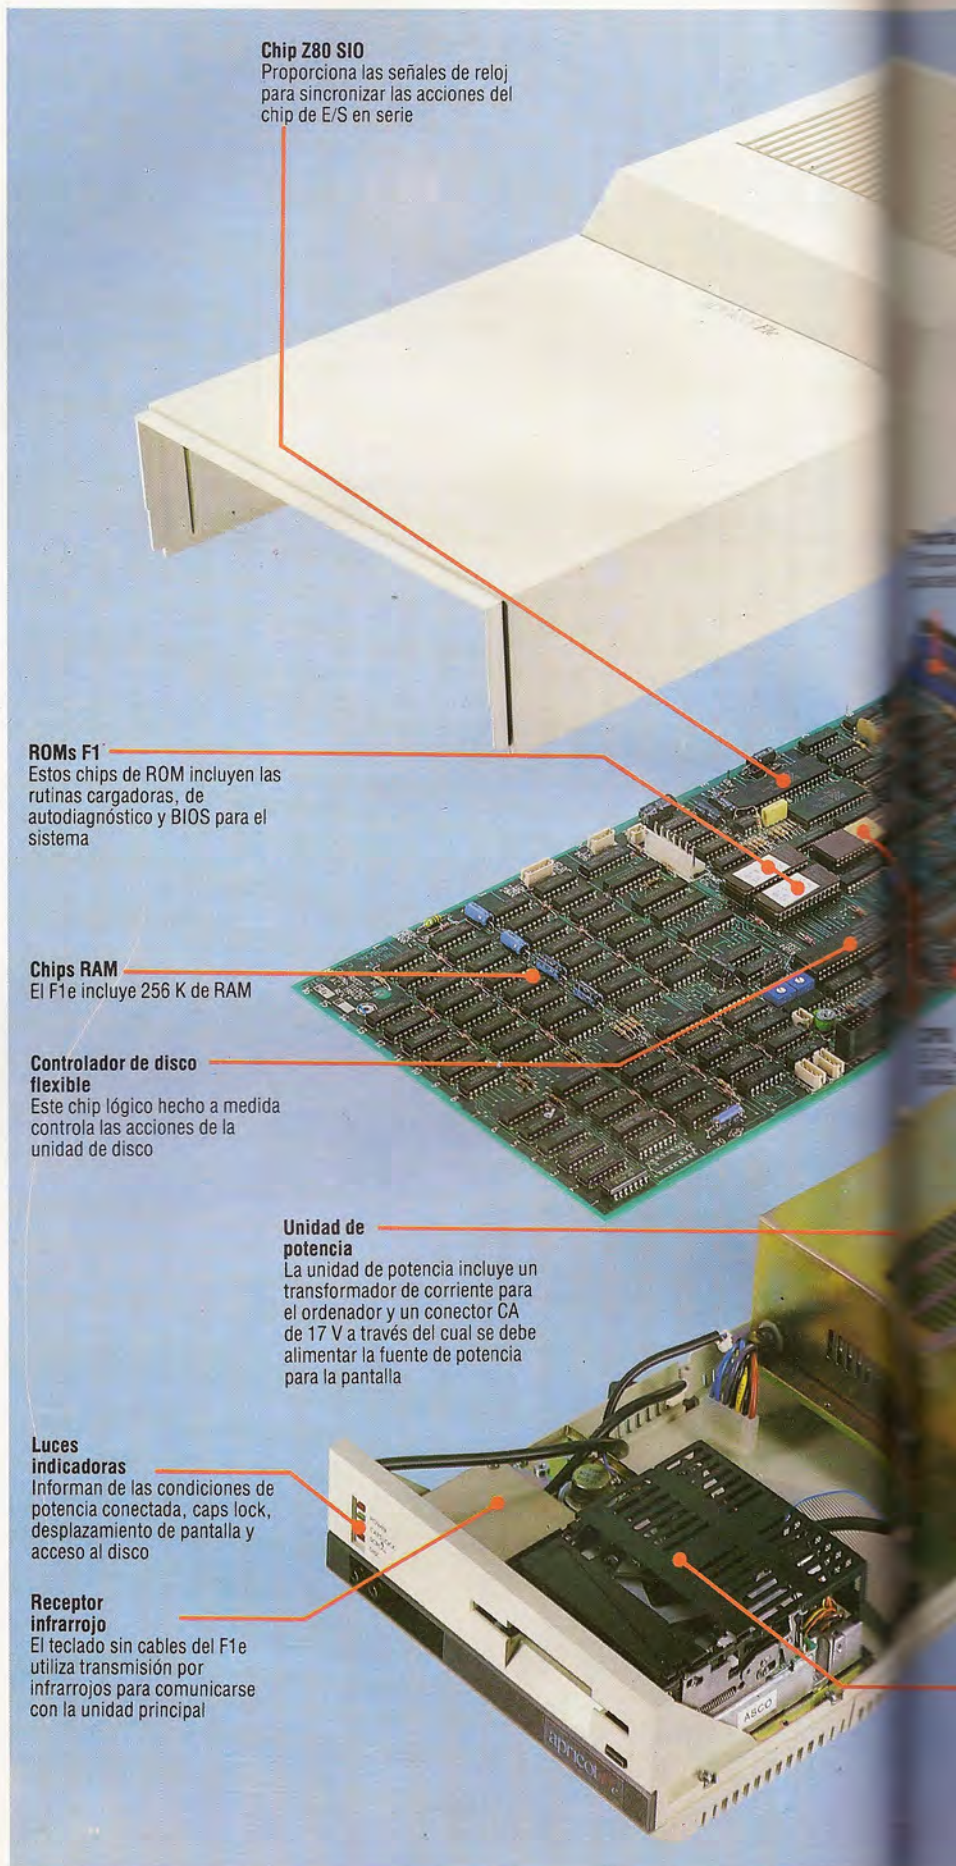 Chip Z80 SIO
Proporciona las señales de reloj
para sincronizar las acciones del
chip de E/S en serie
ROMs F1
Estos chips de ROM incluyen las
rutinas cargadoras, de
autodiagnóstico y BIOS para el
sistema
Chips RAM
El F1e incluye 256 K de RAM
Controlador de disco
flexible
Este chip lógico hecho a medida
controla las acciones de la
unidad de disco
Unidad de
potencia
La unidad de potencia incluye un
transformador de corriente para
el ordenador y un conector CA
de 17 V a través del cual se debe
alimentar la fuente de potencia
para la pantalla
Luces
indicadoras
Informan de las condiciones de
potencia conectada, caps lock,
desplazamiento de pantalla y
acceso al disco
Receptor
infrarrojo
El teclado sin cables del F1e
utiliza transmisión por
infrarrojos para comunicarse
con la unidad principal
POWER
ASCO
apricot